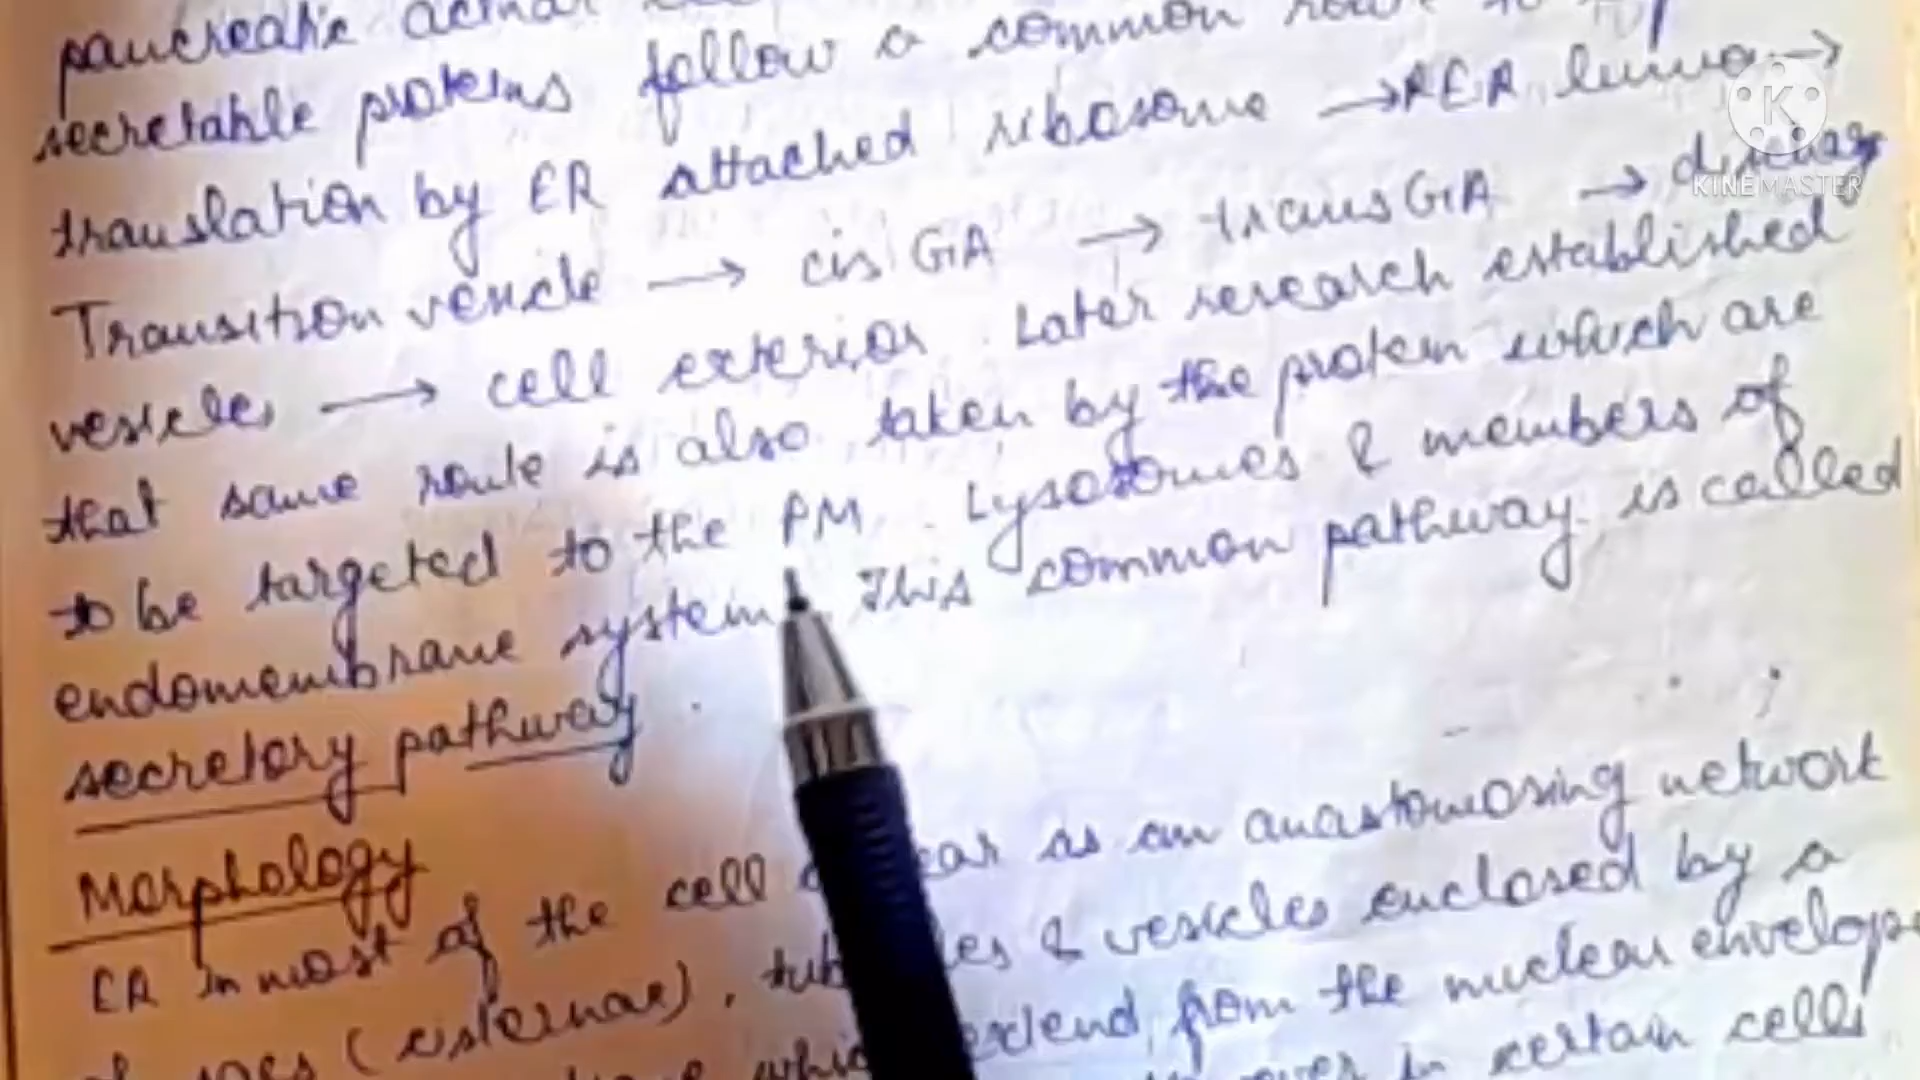 pancreatic acinar
secretable proteins follow a common route to
translation by ER attached ribosome → RER lumen →
Transition vesicle → cis GA → trans GA →
vesicles → cell exterior. Later research established
that same route is also taken by the protein which are
to be targeted to the PM, Lysosomes & members of
endomembrane system. This common pathway is called
secretory pathway.
Morphology
ER in most of the cell as an anastomosing network
of sacs (cisternae), & vesicles enclosed by a
extend from the nuclear envelope
in certain cells
K
KINEMASTER